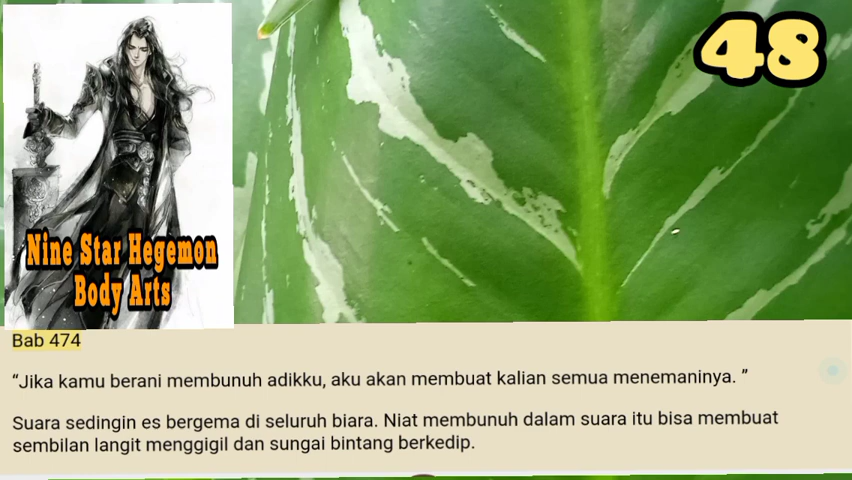 48
Nine Star Hegemon
Body Arts
Bab 474
“Jika kamu berani membunuh adikku, aku akan membuat kalian semua menemaninya. ”
Suara sedingin es bergema di seluruh biara. Niat membunuh dalam suara itu bisa membuat
sembilan langit menggigil dan sungai bintang berkedip.